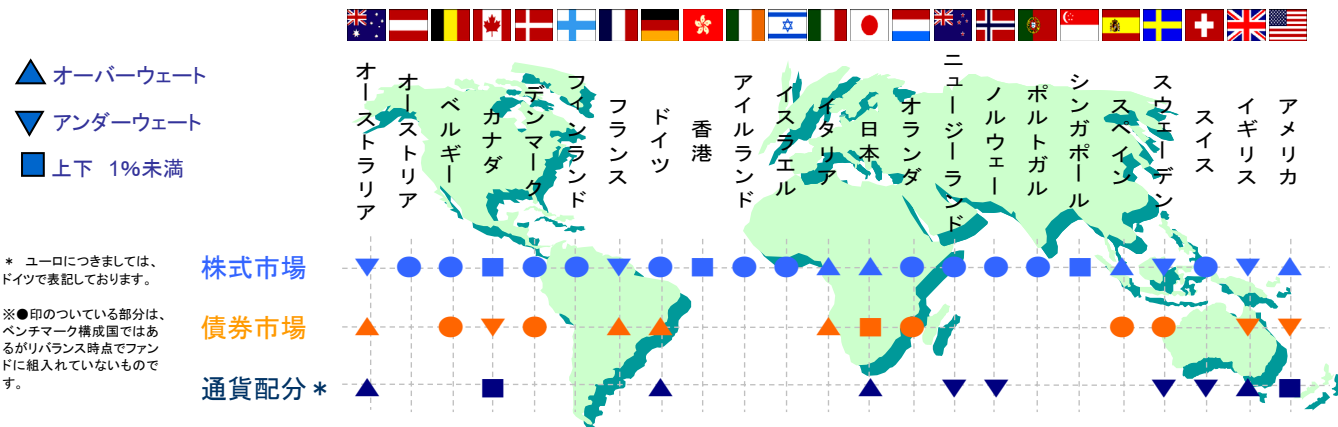 オーバーウェート
アンダーウェート
上下 1%未満
オーストラリア
オーストリア
ベルギー
カナダ
デンマーク
フィンランド
フランス
ドイツ
香港
アイルランド
イスラエル
イタリア
日本
オランダ
ニュージーランド
ノルウェー
ポルトガル
シンガポール
スペイン
スウェーデン
スイス
イギリス
アメリカ
* ユーロにつきましては、
ドイツで表記しております。
※●印のついている部分は、
ベンチマーク構成国ではあ
るがリバランス時点でファン
ドに組入れていないもので
す。
株式市場
債券市場
通貨配分*